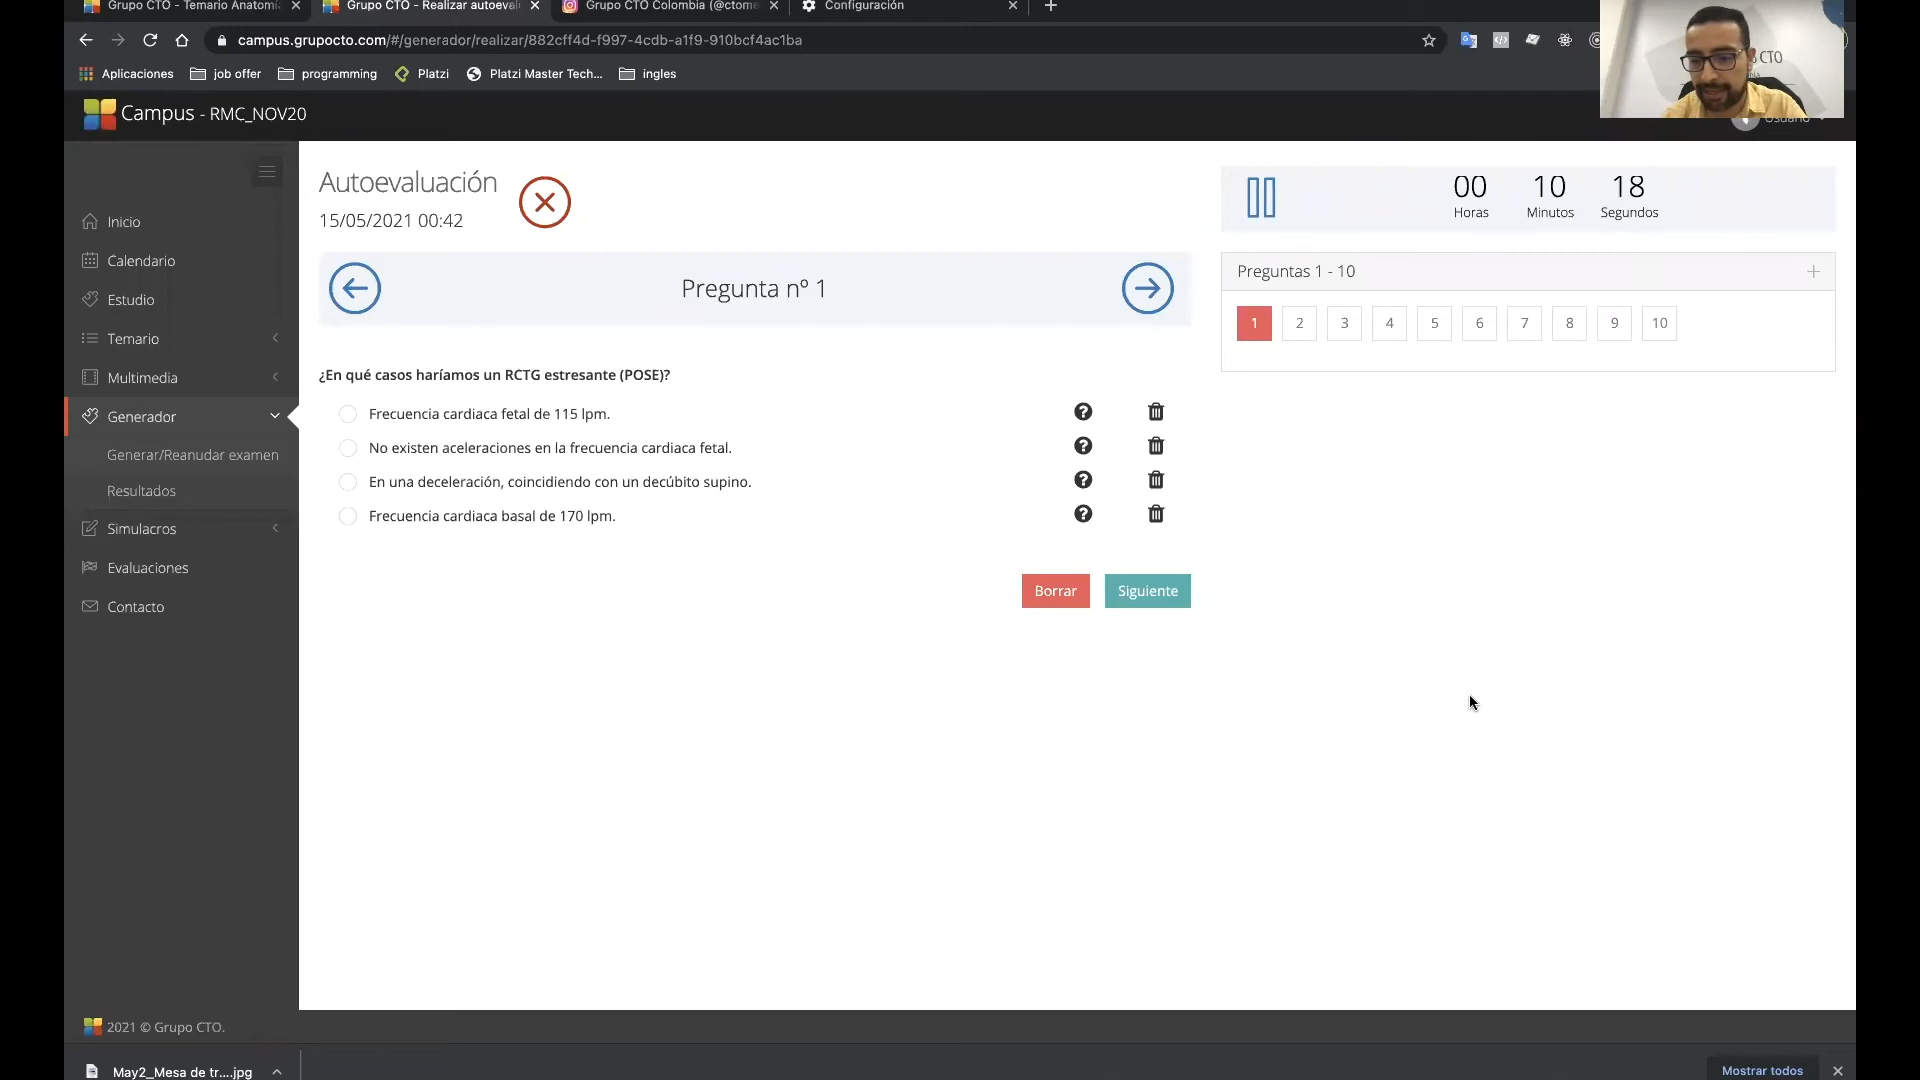 Grupo CTO - Temario Anatomí
Grupo CTO - Realizar autoeval
Grupo CTO Colombia (@ctome
Configuración
campus.grupocto.com/#/generador/realizar/882cff4d-f997-4cdb-a1f9-910bcf4ac1ba
Aplicaciones
job offer
programming
Platzi
Platzi Master Tech...
ingles
CTO
Campus - RMC_NOV20
Usuario
Autoevaluación
15/05/2021 00:42
00 10 18
Horas Minutos Segundos
Inicio
Calendario
Estudio
Temario
Multimedia
Generador
Generar/Reanudar examen
Resultados
Simulacros
Evaluaciones
Contacto
Pregunta nº 1
Preguntas 1 - 10
1 2 3 4 5 6 7 8 9 10
¿En qué casos haríamos un RCTG estresante (POSE)?
Frecuencia cardiaca fetal de 115 lpm.
No existen aceleraciones en la frecuencia cardiaca fetal.
En una deceleración, coincidiendo con un decúbito supino.
Frecuencia cardiaca basal de 170 lpm.
Borrar
Siguiente
2021 © Grupo CTO.
May2_Mesa de tr....jpg
Mostrar todos